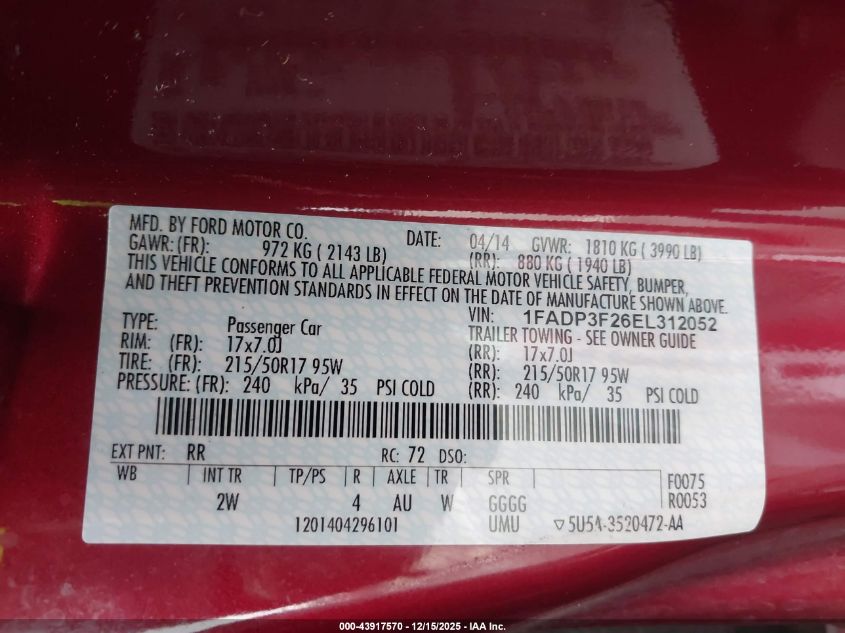 MFD. BY FORD MOTOR CO. DATE: 04/14 GVWR: 1810 KG ( 3990 LB)
GAWR: (FR): 972 KG ( 2143 LB) (RR): 880 KG ( 1940 LB)
THIS VEHICLE CONFORMS TO ALL APPLICABLE FEDERAL MOTOR VEHICLE SAFETY, BUMPER,
AND THEFT PREVENTION STANDARDS IN EFFECT ON THE DATE OF MANUFACTURE SHOWN ABOVE.
VIN: 1FADP3F26EL312052
TYPE: Passenger Car TRAILER TOWING - SEE OWNER GUIDE
RIM: (FR): 17x7.0J (RR): 17x7.0J
TIRE: (FR): 215/50R17 95W (RR): 215/50R17 95W
PRESSURE: (FR): 240 kPa/ 35 PSI COLD (RR): 240 kPa/ 35 PSI COLD
EXT PNT: RR RC: 72 DSO:
WB INT TR TP/PS R AXLE TR SPR F0075
2W 4 AU W GGGG R0053
1201404296101 UMU ▽5U5A-3520472-AA
000-43917570 - 12/15/2025 - IAA Inc.